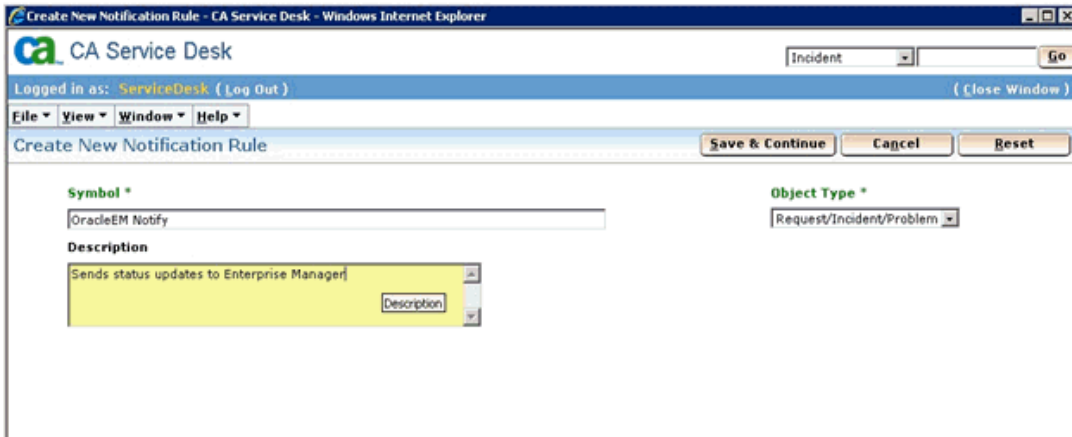 Create New Notification Rule - CA Service Desk - Windows Internet Explorer
ca CA Service Desk
Incident Go
Logged in as: ServiceDesk ( Log Out ) ( Close Window )
File View Window Help
Create New Notification Rule Save & Continue Cancel Reset
Symbol * Object Type *
OracleEM Notify Request/Incident/Problem
Description
Sends status updates to Enterprise Manager
Description